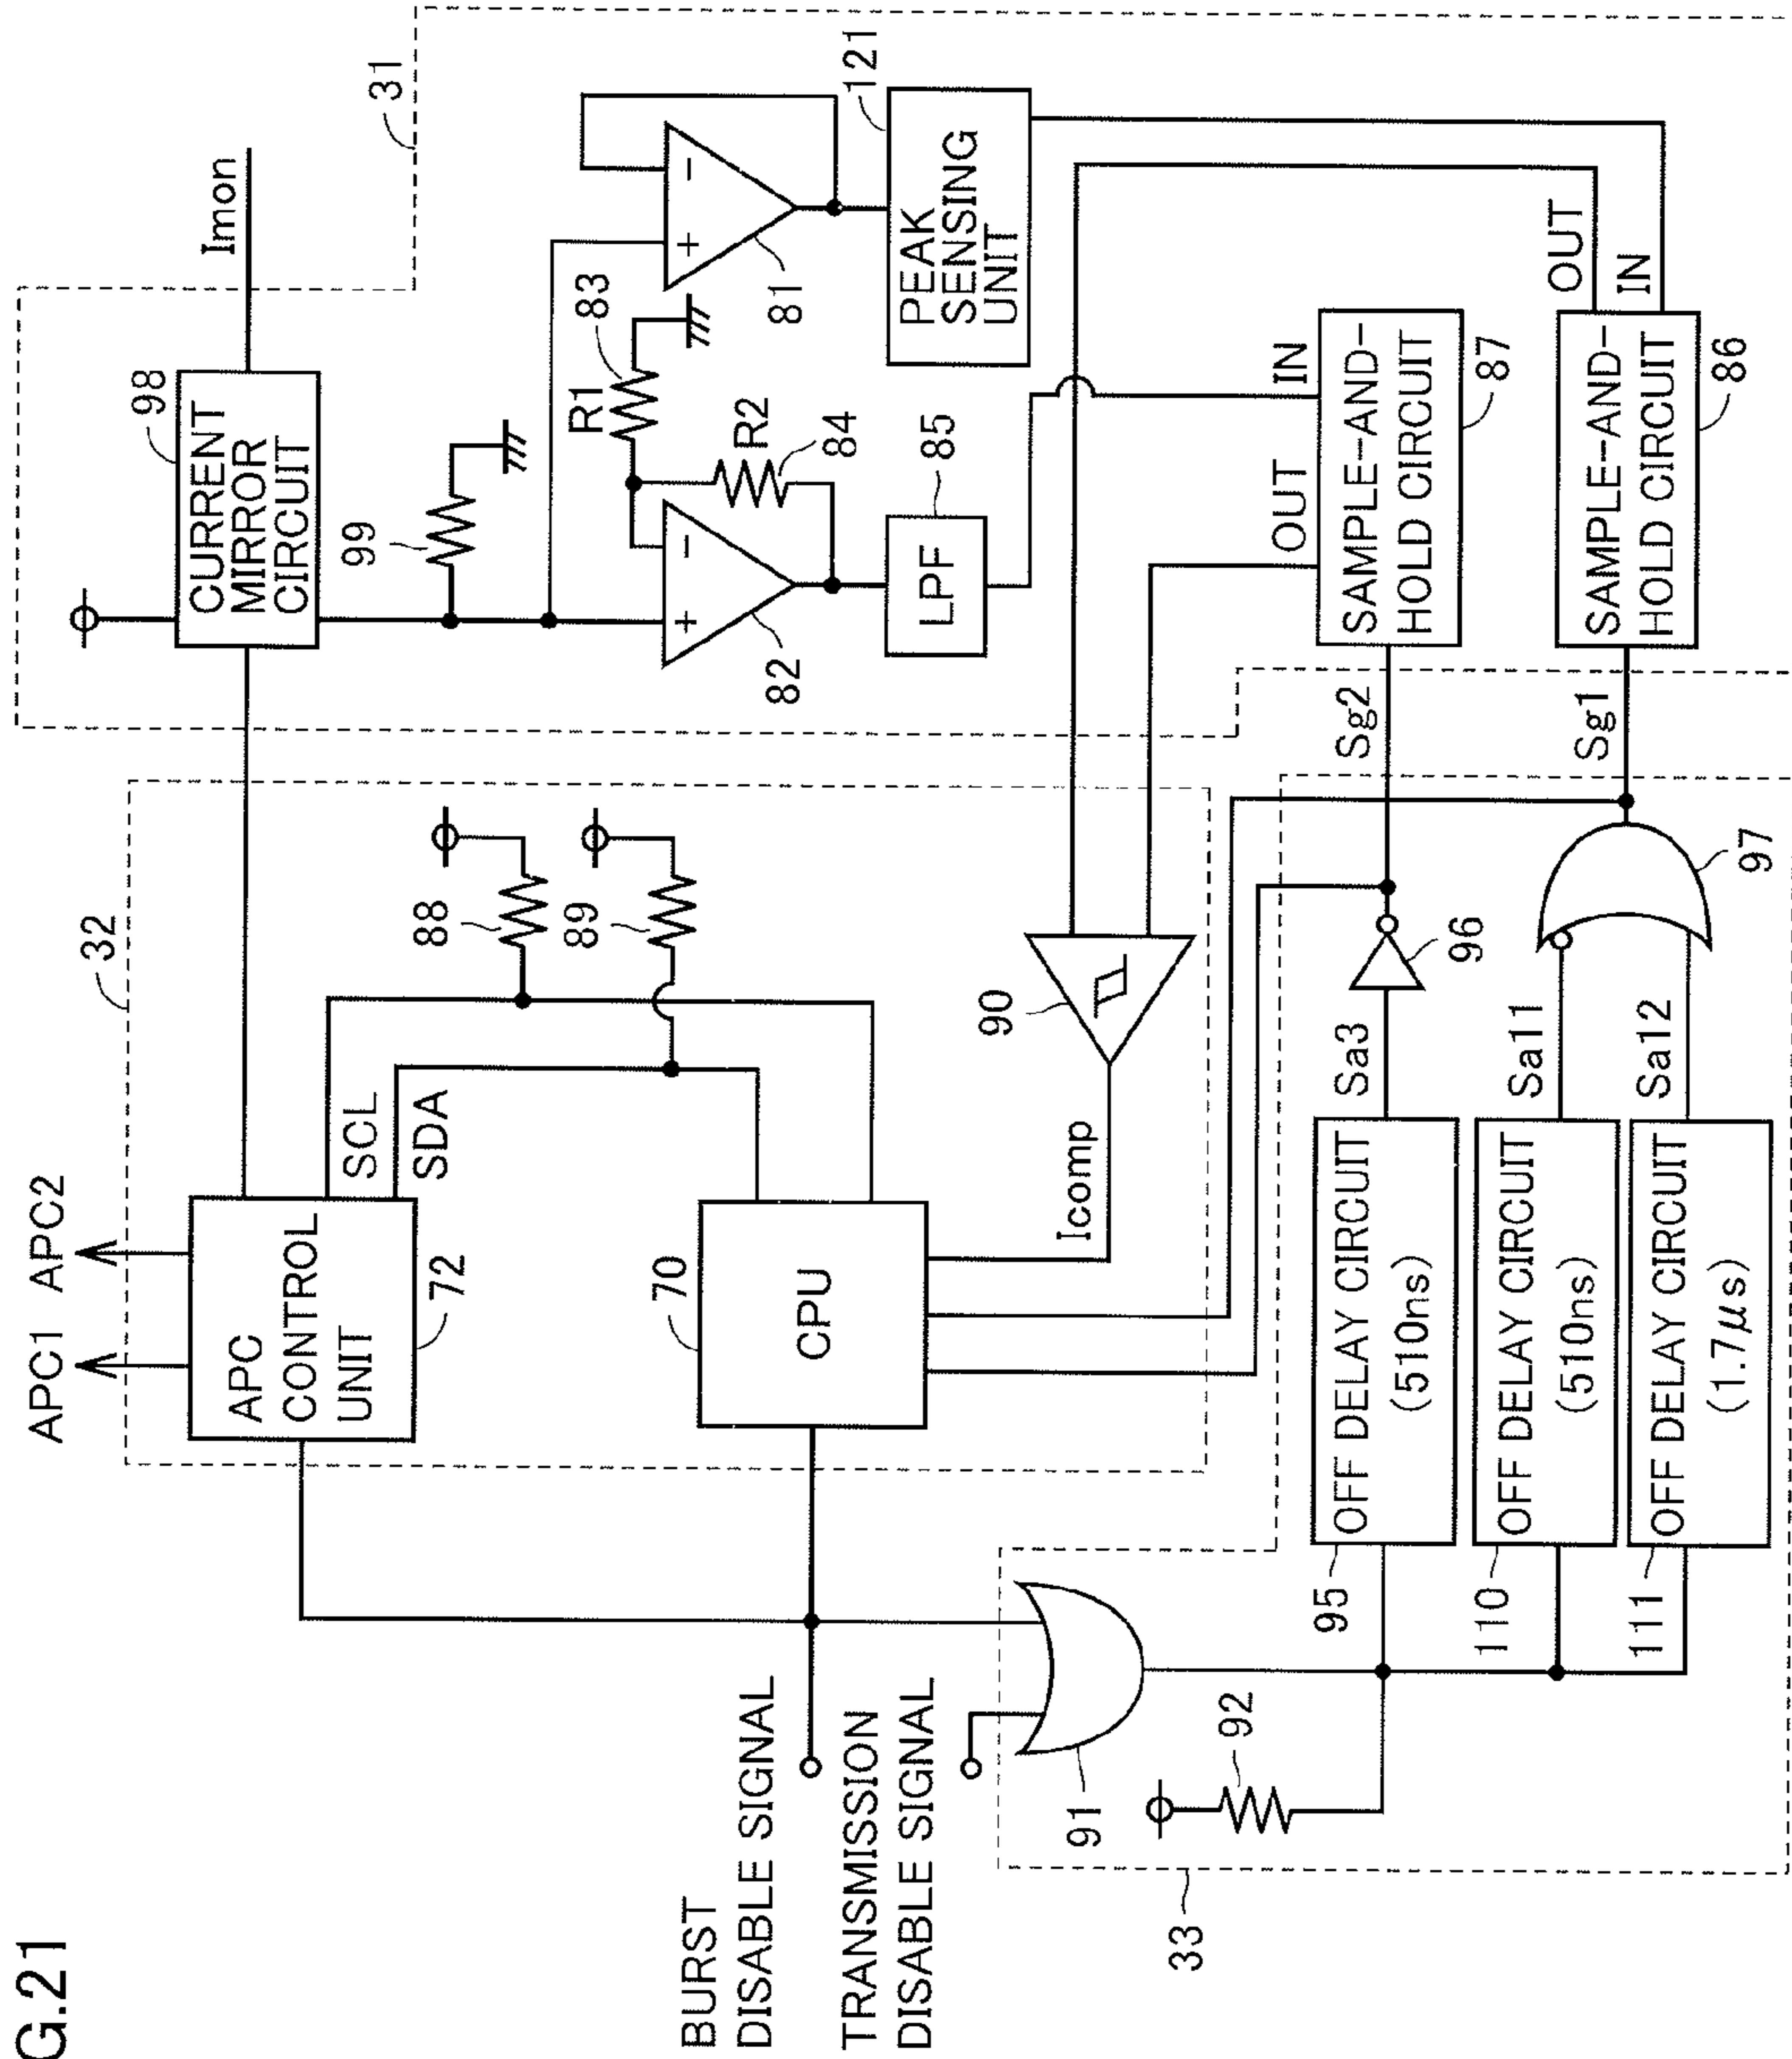 G.21
APC1
APC2
32
APC
CONTROL
UNIT
72
SCL
SDA
88
89
70
CPU
Icomp
90
BURST
DISABLE SIGNAL
TRANSMISSION
DISABLE SIGNAL
91
92
33
95
OFF DELAY CIRCUIT
(510ns)
Sa3
96
Sg2
110
OFF DELAY CIRCUIT
(510ns)
Sa11
111
OFF DELAY CIRCUIT
(1.7μs)
Sa12
97
Sg1
98
CURRENT
MIRROR
CIRCUIT
Imon
31
99
R1
83
R2
84
+
-
82
+
-
81
LPF
85
PEAK
SENSING
UNIT
121
OUT
IN
SAMPLE-AND-
HOLD CIRCUIT
87
OUT
IN
SAMPLE-AND-
HOLD CIRCUIT
86